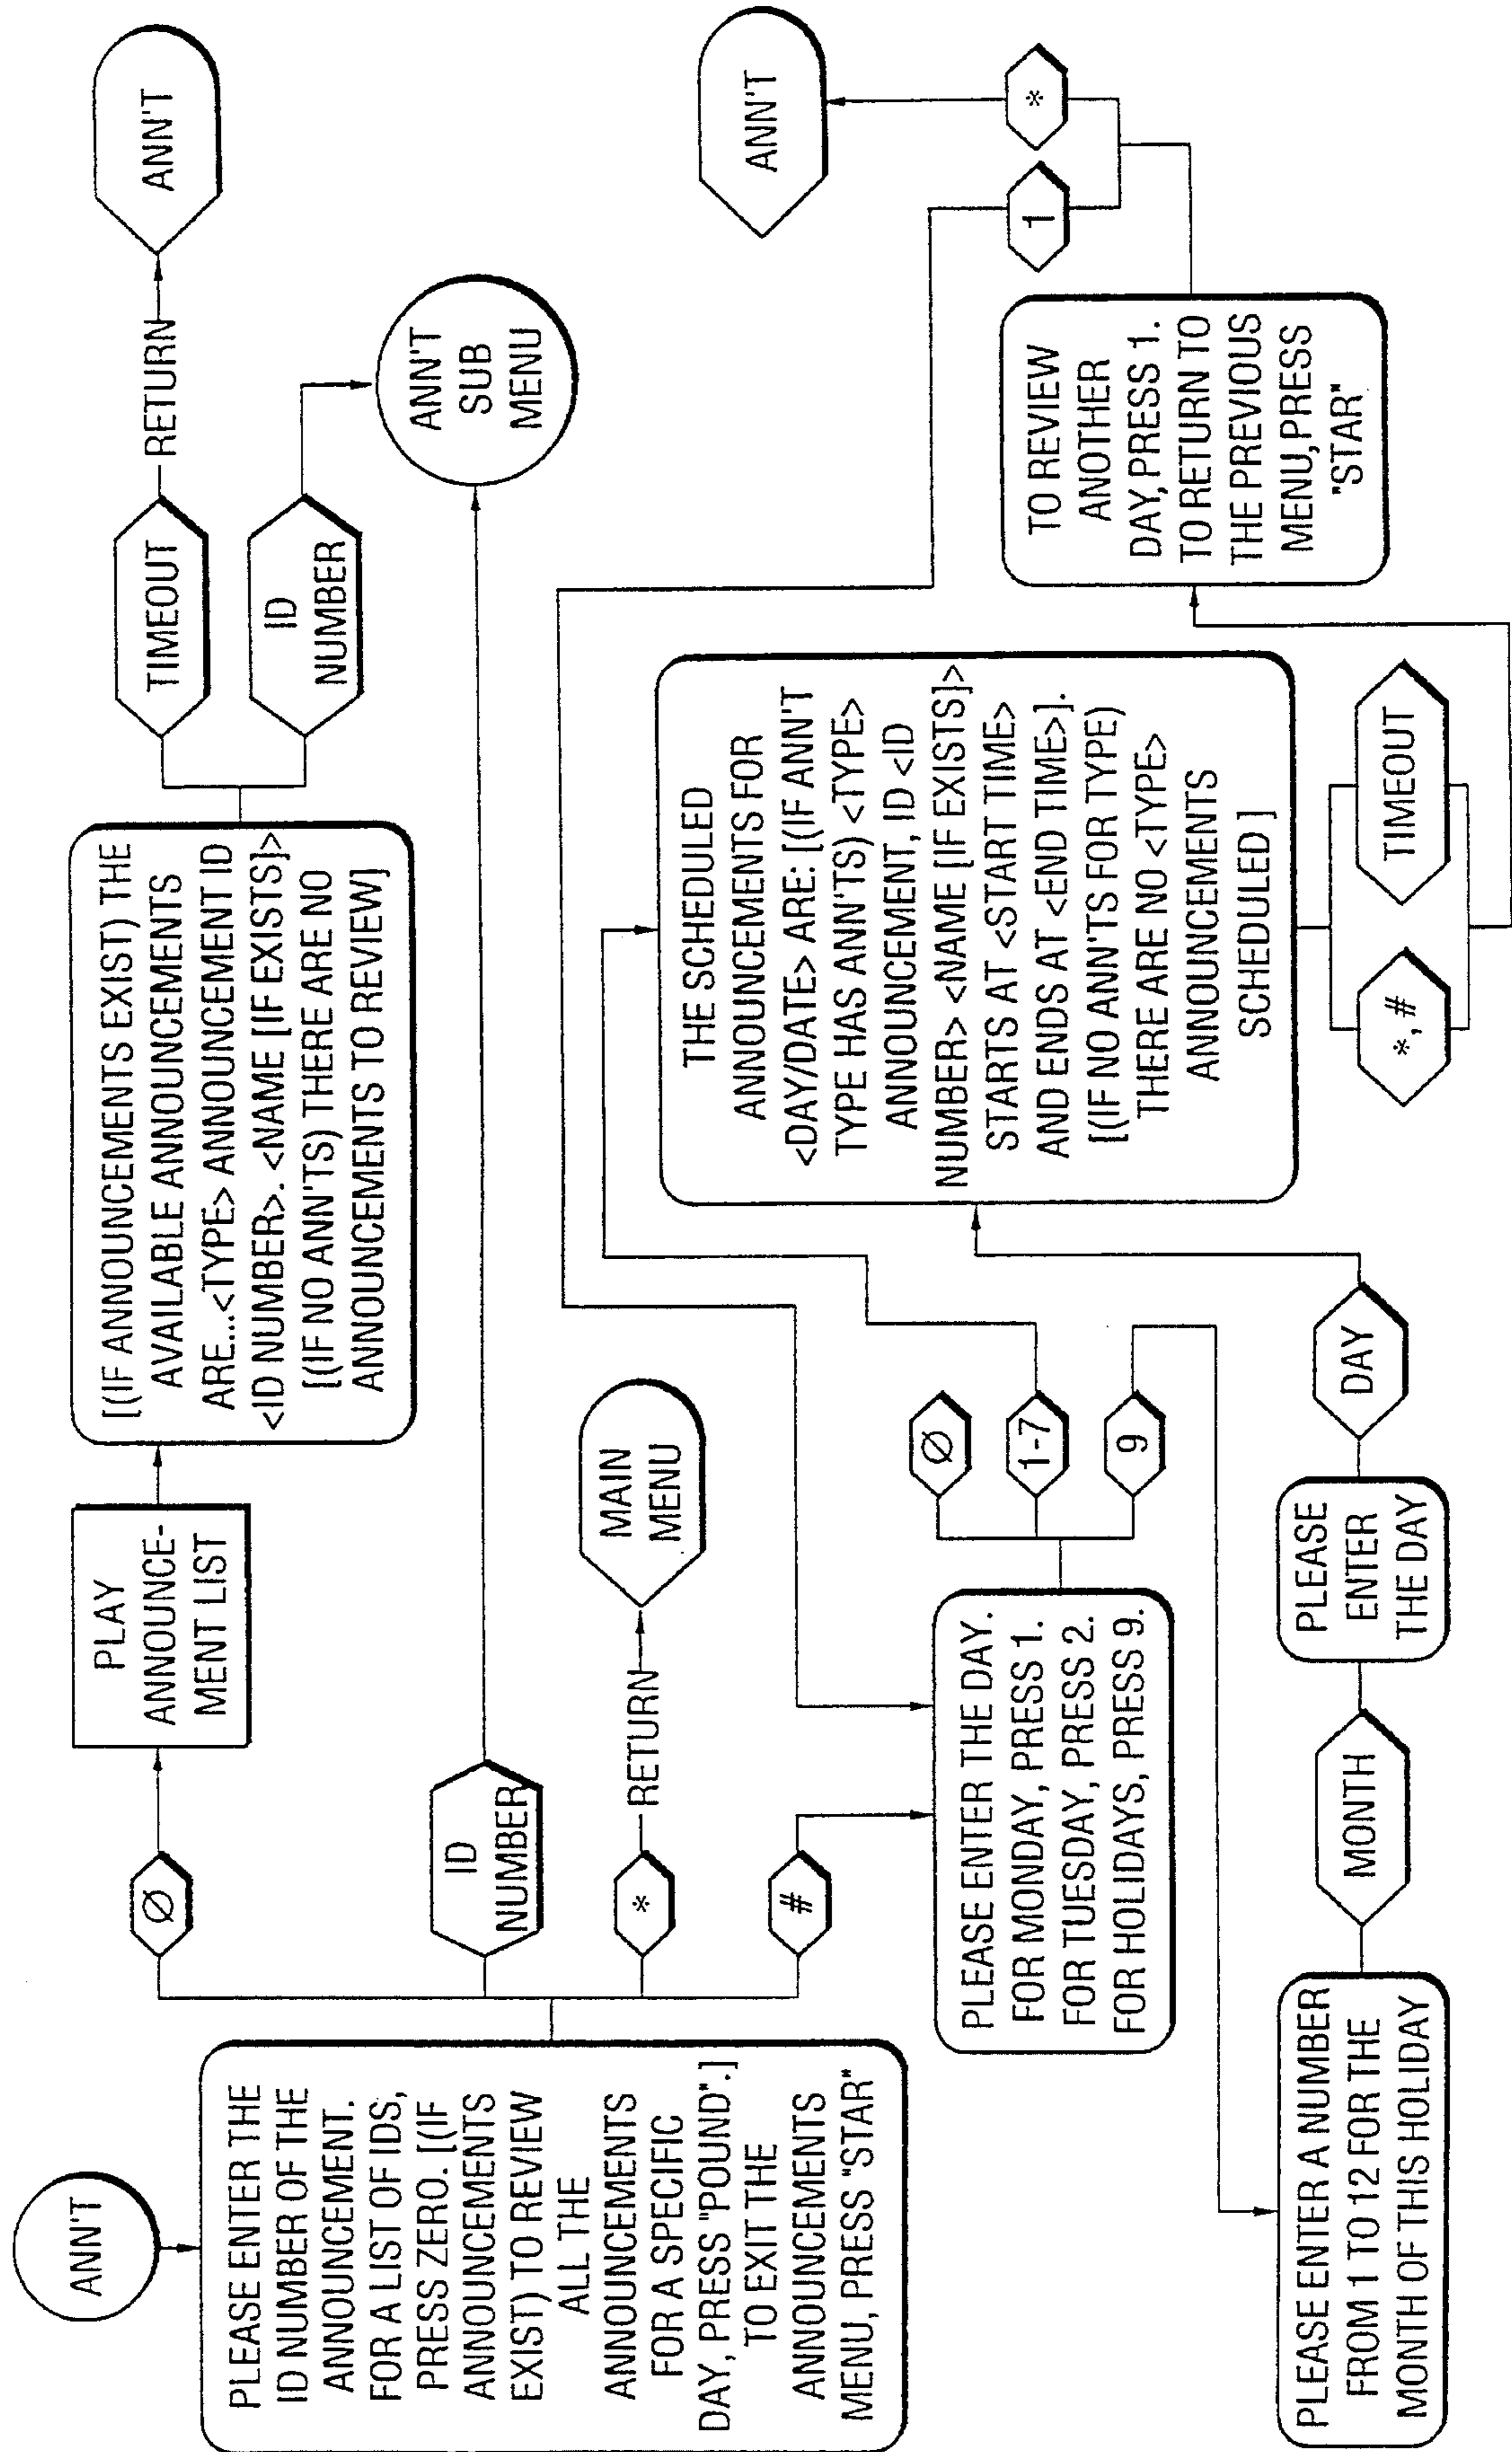 ANN'T
PLEASE ENTER THE
ID NUMBER OF THE
ANNOUNCEMENT.
FOR A LIST OF IDS,
PRESS ZERO. [(IF
ANNOUNCEMENTS
EXIST) TO REVIEW
ALL THE
ANNOUNCEMENTS
FOR A SPECIFIC
DAY, PRESS "POUND".]
TO EXIT THE
ANNOUNCEMENTS
MENU, PRESS "STAR"
Ø
PLAY
ANNOUNCE-
MENT LIST
[(IF ANNOUNCEMENTS EXIST) THE
AVAILABLE ANNOUNCEMENTS
ARE...<TYPE> ANNOUNCEMENT ID
<ID NUMBER>. <NAME [IF EXISTS]>
[(IF NO ANN'TS) THERE ARE NO
ANNOUNCEMENTS TO REVIEW]
TIMEOUT
RETURN
ANN'T
ID
NUMBER
ID
NUMBER
ANN'T
SUB
MENU
*
RETURN
MAIN
MENU
#
PLEASE ENTER THE DAY.
FOR MONDAY, PRESS 1.
FOR TUESDAY, PRESS 2.
FOR HOLIDAYS, PRESS 9.
Ø
1-7
9
THE SCHEDULED
ANNOUNCEMENTS FOR
<DAY/DATE> ARE: [(IF ANN'T
TYPE HAS ANN'TS) <TYPE>
ANNOUNCEMENT, ID <ID
NUMBER> <NAME [IF EXISTS]>
STARTS AT <START TIME>
AND ENDS AT <END TIME>].
[(IF NO ANN'TS FOR TYPE)
THERE ARE NO <TYPE>
ANNOUNCEMENTS
SCHEDULED ]
*,#
TIMEOUT
TO REVIEW
ANOTHER
DAY,PRESS 1.
TO RETURN TO
THE PREVIOUS
MENU,PRESS
"STAR"
1
*
ANN'T
PLEASE ENTER A NUMBER
FROM 1 TO 12 FOR THE
MONTH OF THIS HOLIDAY
MONTH
PLEASE
ENTER
THE DAY
DAY